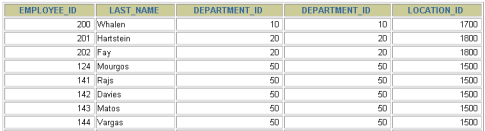 EMPLOYEE_ID LAST_NAME DEPARTMENT_ID DEPARTMENT_ID LOCATION_ID
200 Whalen 10 10 1700
201 Hartstein 20 20 1800
202 Fay 20 20 1800
124 Mourgos 50 50 1500
141 Rajs 50 50 1500
142 Davies 50 50 1500
143 Matos 50 50 1500
144 Vargas 50 50 1500